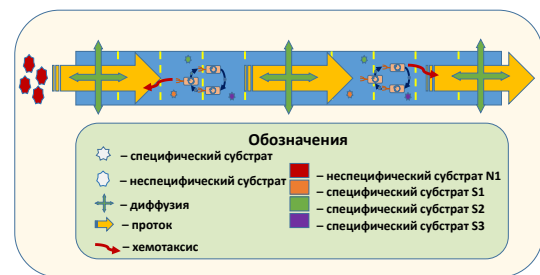 Обозначения
– специфический субстрат
– неспецифический субстрат
– диффузия
– проток
– хемотаксис
– неспецифический субстрат N1
– специфический субстрат S1
– специфический субстрат S2
– специфический субстрат S3